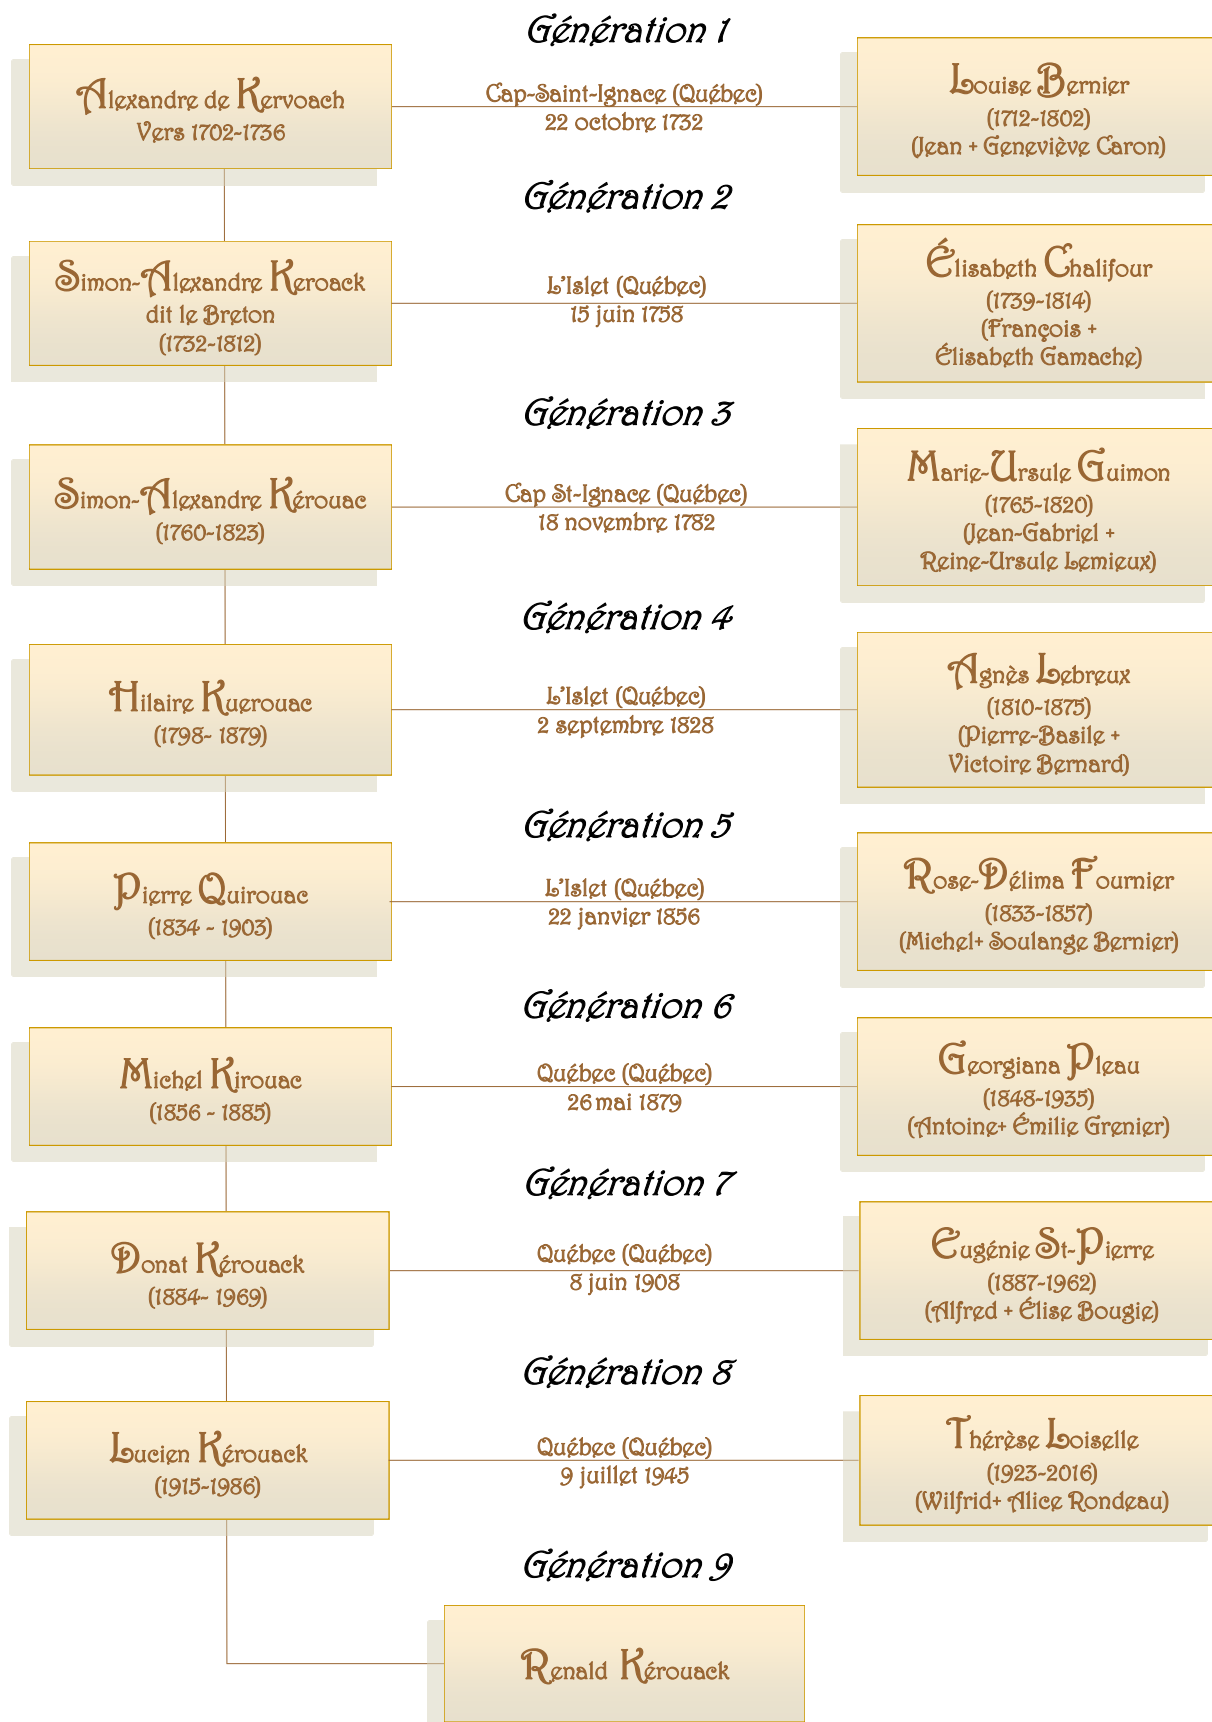 Génération 1
Alexandre de Kervoach
Vers 1702-1736
Cap-Saint-Ignace (Québec)
22 octobre 1732
Louise Bernier
(1712-1802)
(Jean + Geneviève Caron)
Génération 2
Simon-Alexandre Keroack
dit le Breton
(1732-1812)
L'Islet (Québec)
15 juin 1758
Élisabeth Chalifour
(1739-1814)
(François +
Élisabeth Gamache)
Génération 3
Simon-Alexandre Kérouac
(1760-1823)
Cap St-Ignace (Québec)
18 novembre 1782
Marie-Ursule Guimon
(1765-1820)
(Jean-Gabriel +
Reine-Ursule Lemieux)
Génération 4
Hilaire Kuerouac
(1798- 1879)
L'Islet (Québec)
2 septembre 1828
Agnès Lebreux
(1810-1875)
(Pierre-Basile +
Victoire Bernard)
Génération 5
Pierre Quirouac
(1834 - 1903)
L'Islet (Québec)
22 janvier 1856
Rose-Délima Fournier
(1833-1857)
(Michel+ Soulange Bernier)
Génération 6
Michel Kirouac
(1856 - 1885)
Québec (Québec)
26 mai 1879
Georgiana Pleau
(1848-1935)
(Antoine+ Émilie Grenier)
Génération 7
Donat Kérouack
(1884- 1969)
Québec (Québec)
8 juin 1908
Eugénie St-Pierre
(1887-1962)
(Alfred + Élise Bougie)
Génération 8
Lucien Kérouack
(1915-1986)
Québec (Québec)
9 juillet 1945
Thérèse Loiselle
(1923-2016)
(Wilfrid+ Alice Rondeau)
Génération 9
Renald Kérouack